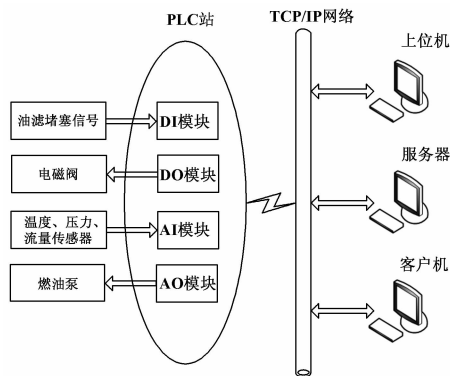 PLC站
TCP/IP网络
上位机
油滤堵塞信号
DI模块
电磁阀
DO模块
服务器
温度、压力、
流量传感器
AI模块
客户机
燃油泵
AO模块